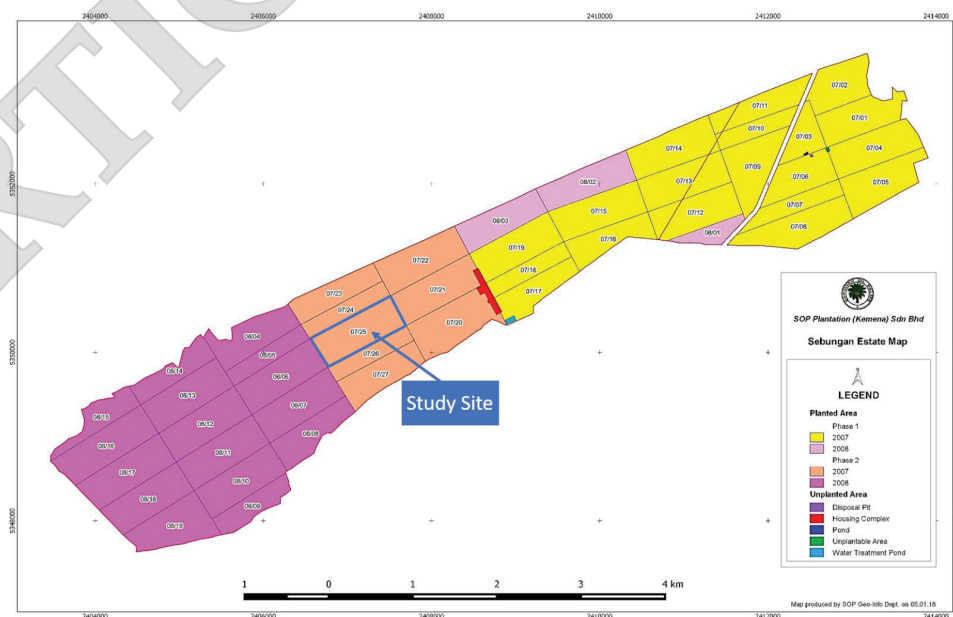 2404000 2406000 2408000 2410000 2412000 2414000
5352000
5350000
5348000
07/02
07/11
07/01
07/10
07/03
07/14
07/04
07/09
07/06
07/05
08/02
07/13
07/07
07/15
07/12
07/08
08/03
08/01
07/16
07/19
07/22
07/18
07/21
07/17
07/23
07/24
07/20
07/25
07/26
07/27
Study Site
08/04
08/05
08/14
08/06
08/13
08/07
08/15
08/12
08/08
08/16
08/11
08/17
08/10
08/18
08/09
08/19
SOP Plantation (Kemena) Sdn Bhd
Sebungan Estate Map
N
LEGEND
Planted Area
Phase 1
2007
2008
Phase 2
2007
2008
Unplanted Area
Disposal Pit
Housing Complex
Pond
Unplantable Area
Water Treatment Pond
1 0 1 2 3 4 km
Map produced by SOP Geo-Info Dept. on 05.01.18
2404000 2406000 2408000 2410000 2412000 2414000